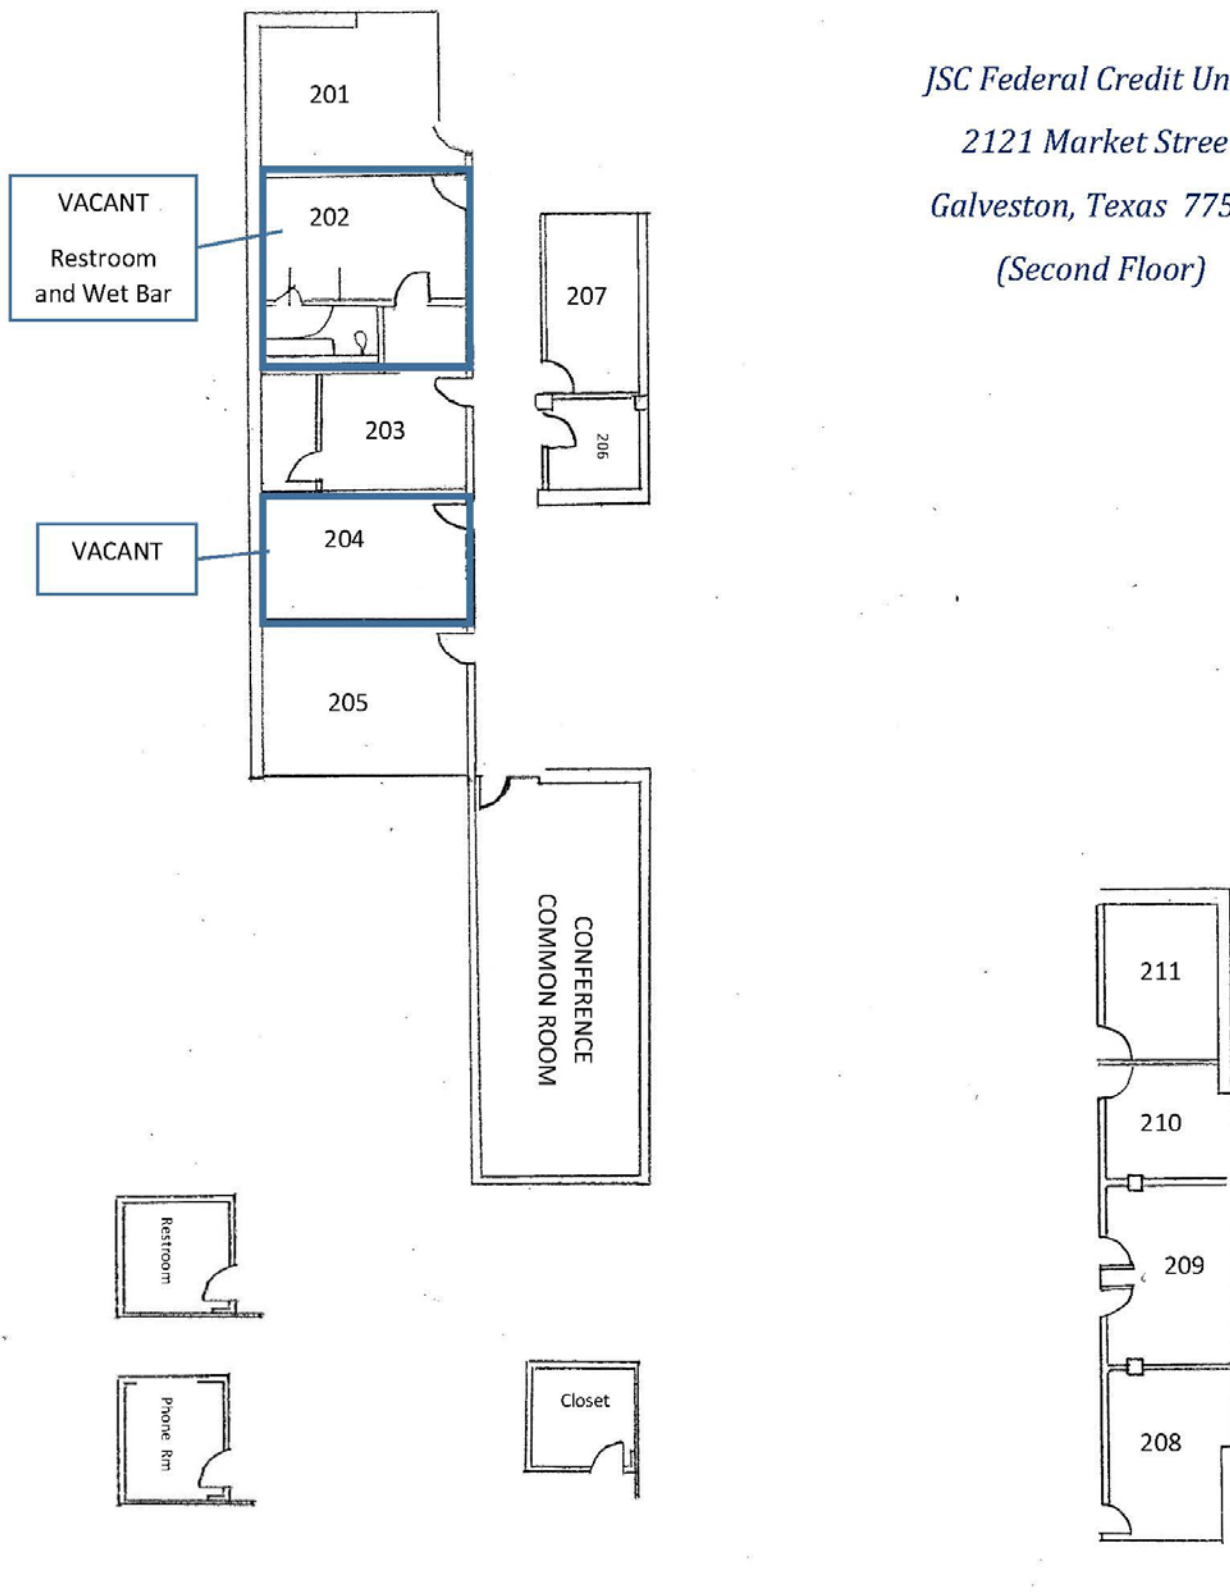 JSC Federal Credit Un
2121 Market Stree
Galveston, Texas 775
(Second Floor)
201
VACANT
Restroom
and Wet Bar
202
207
203
206
VACANT
204
205
CONFERENCE
COMMON ROOM
211
210
209
208
Restroom
Phone Rm
Closet